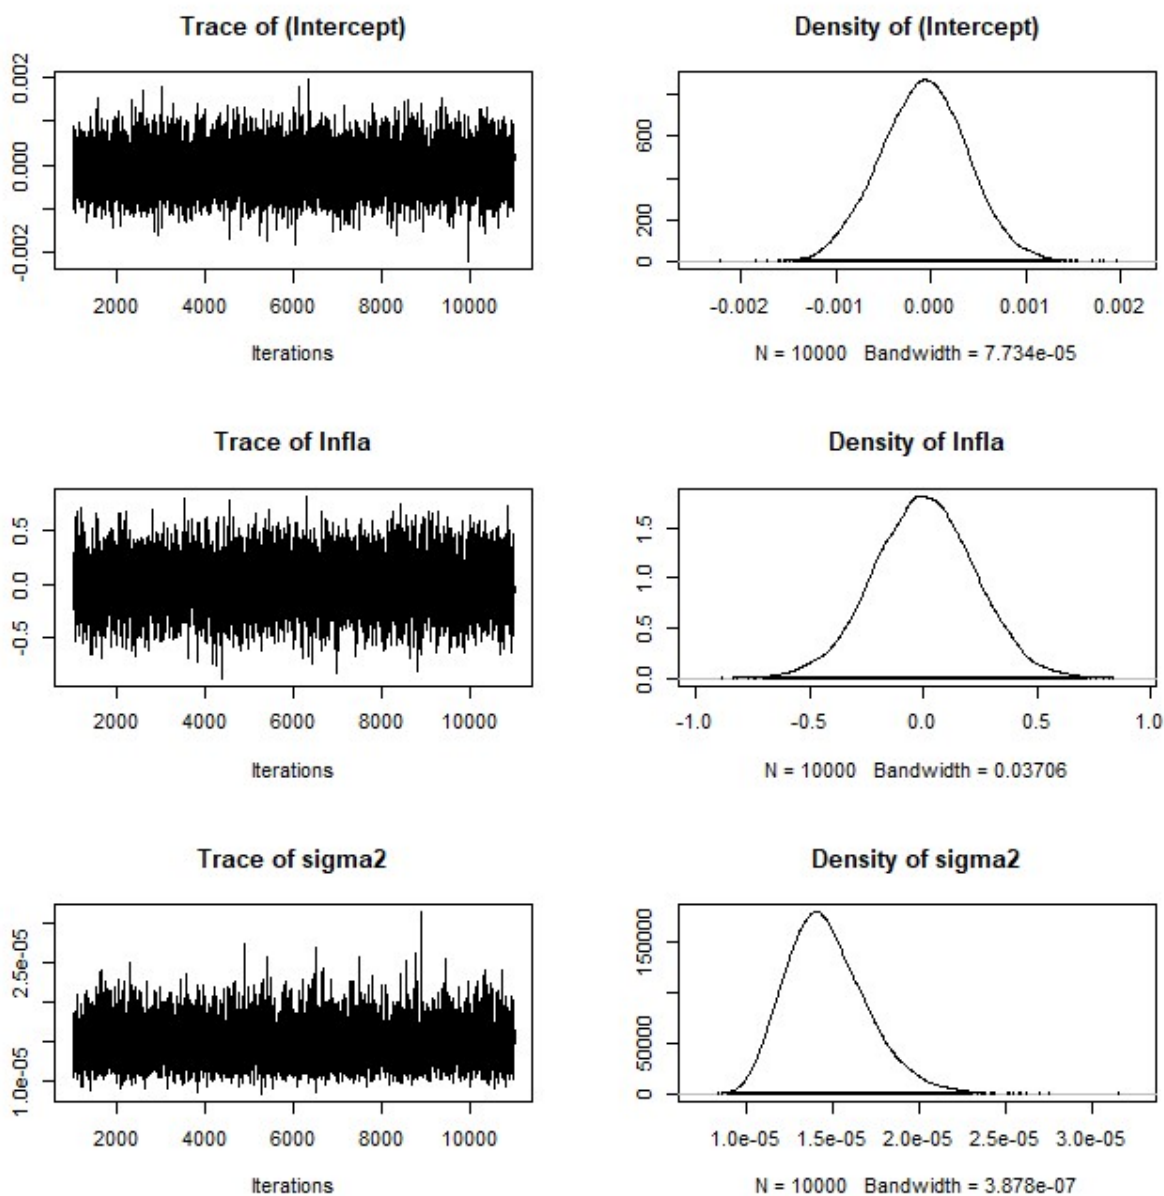 Trace of (Intercept)
-0.002 0.000 0.002
2000 4000 6000 8000 10000
Iterations
Density of (Intercept)
0 200 600
-0.002 -0.001 0.000 0.001 0.002
N = 10000 Bandwidth = 7.734e-05
Trace of Infla
-0.5 0.0 0.5
2000 4000 6000 8000 10000
Iterations
Density of Infla
0.0 0.5 1.0 1.5
-1.0 -0.5 0.0 0.5 1.0
N = 10000 Bandwidth = 0.03706
Trace of sigma2
1.0e-05 2.5e-05
2000 4000 6000 8000 10000
Iterations
Density of sigma2
0 50000 150000
1.0e-05 1.5e-05 2.0e-05 2.5e-05 3.0e-05
N = 10000 Bandwidth = 3.878e-07